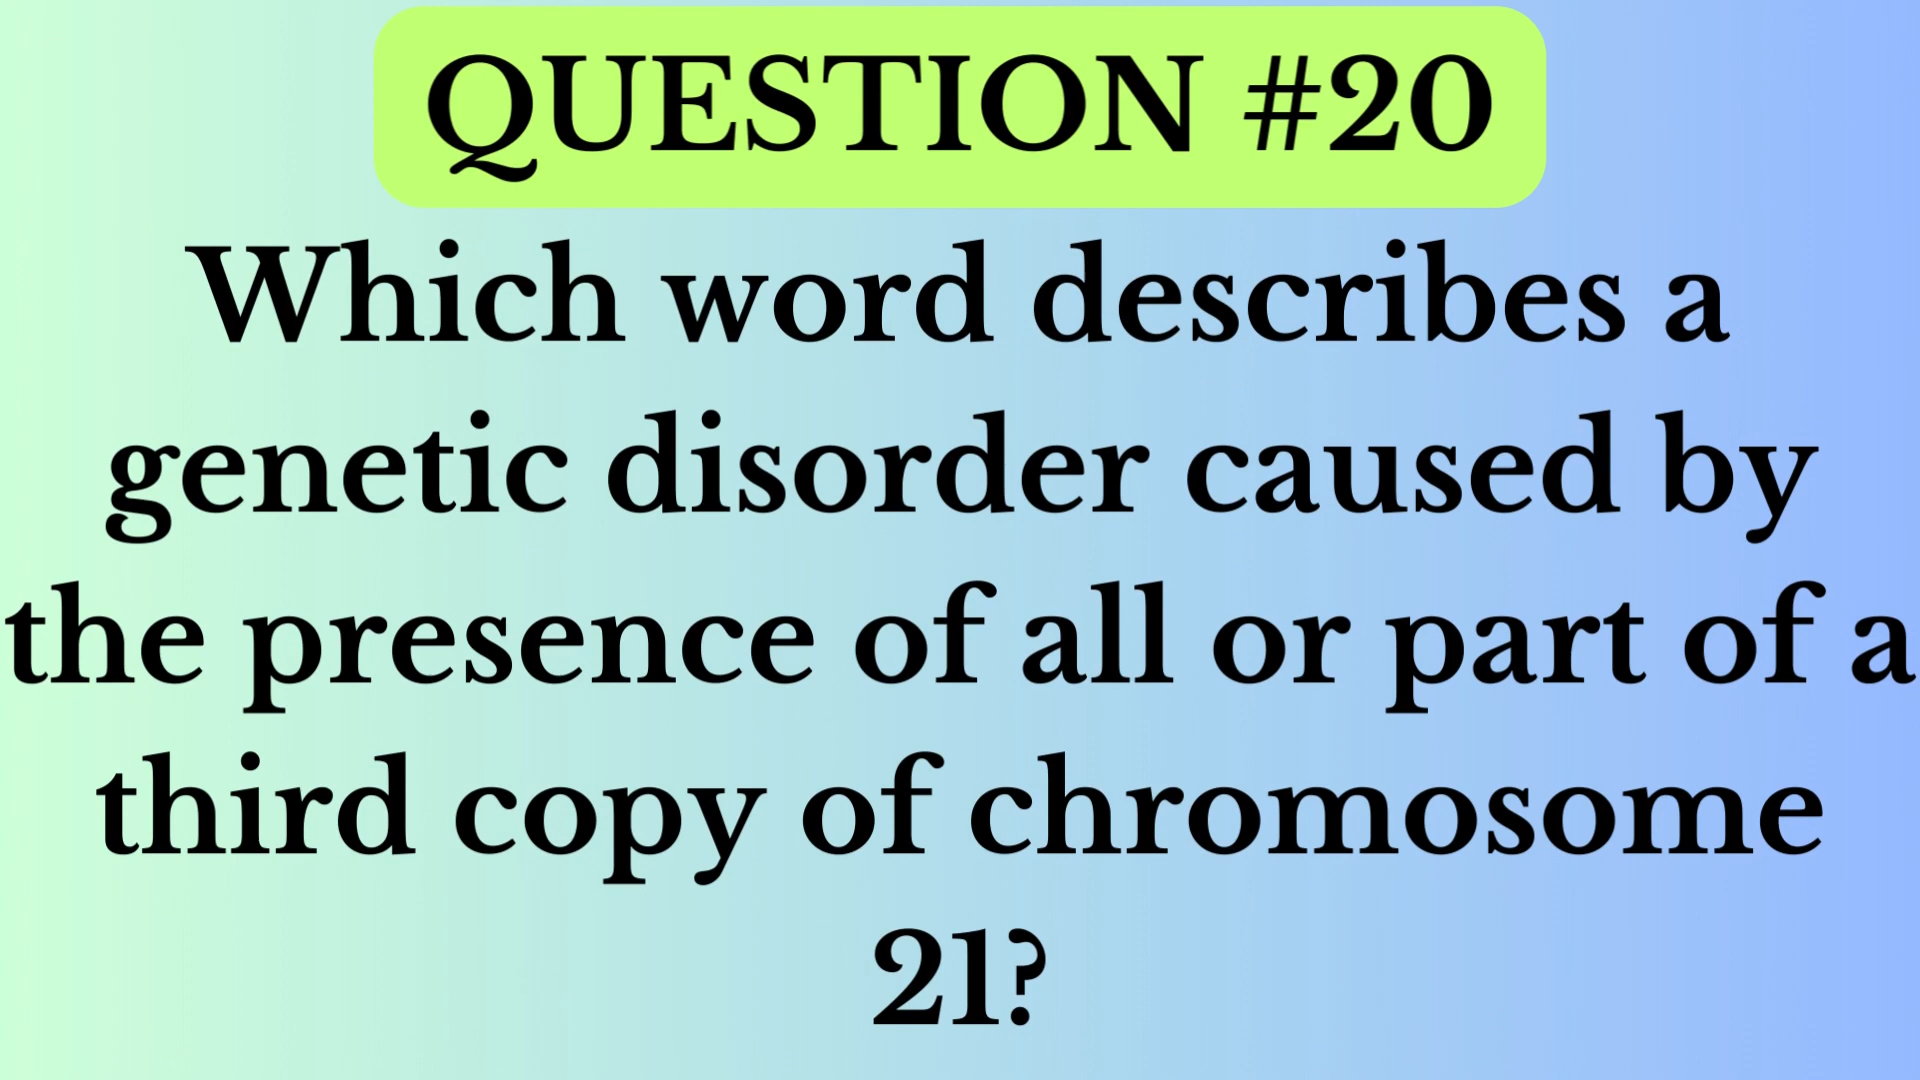 QUESTION #20
Which word describes a
genetic disorder caused by
the presence of all or part of a
third copy of chromosome
21?